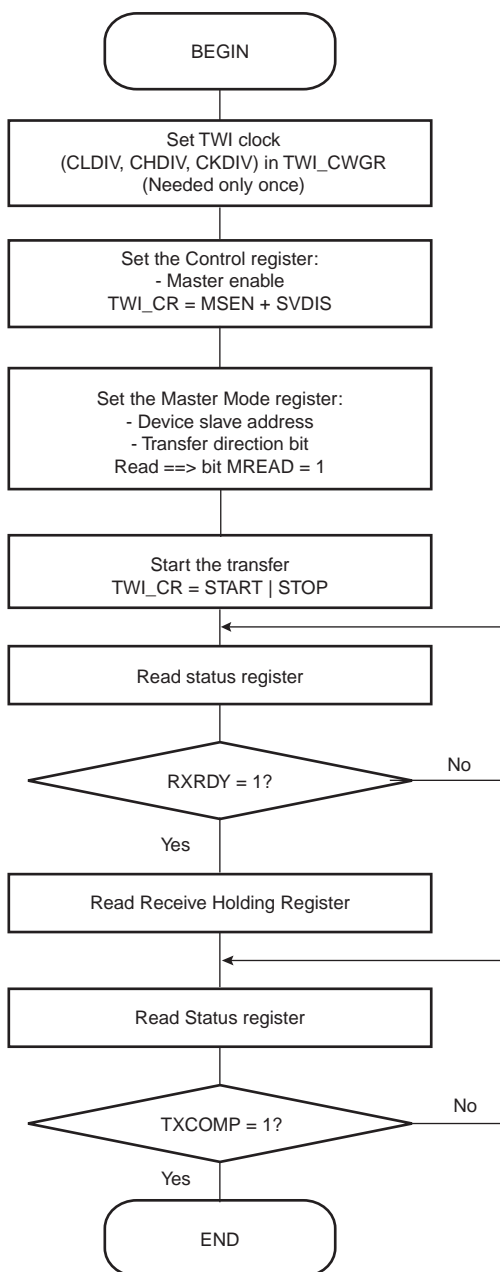 BEGIN
Set TWI clock
(CLDIV, CHDIV, CKDIV) in TWI_CWGR
(Needed only once)
Set the Control register:
- Master enable
TWI_CR = MSEN + SVDIS
Set the Master Mode register:
- Device slave address
- Transfer direction bit
Read ==> bit MREAD = 1
Start the transfer
TWI_CR = START | STOP
Read status register
RXRDY = 1?
No
Yes
Read Receive Holding Register
Read Status register
TXCOMP = 1?
No
Yes
END